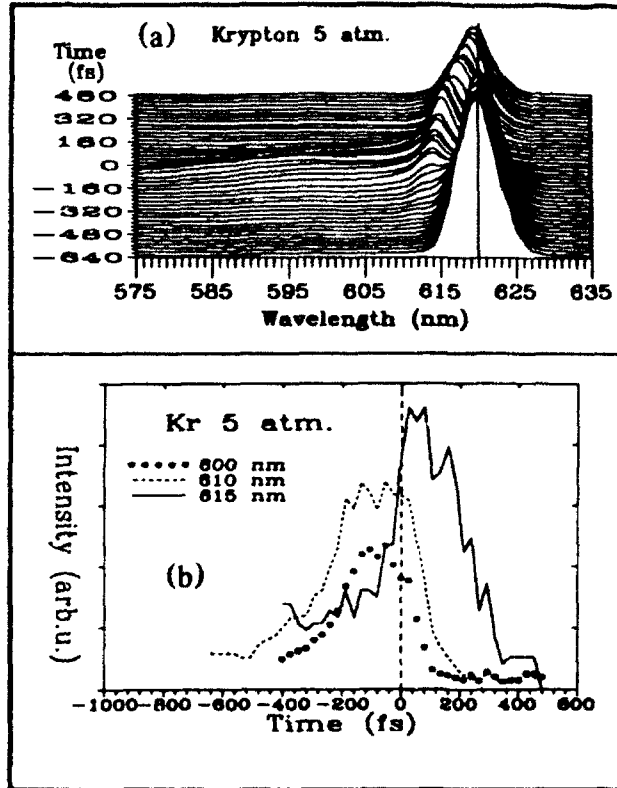 (a) Krypton 5 atm.
Time
(fs)
460
320
160
0
-160
-320
-480
-640
575 585 595 605 615 625 635
Wavelength (nm)
Kr 5 atm.
600 nm
610 nm
615 nm
(b)
Intensity (arb.u.)
-1000 -800 -600 -400 -200 0 200 400 600
Time (fs)